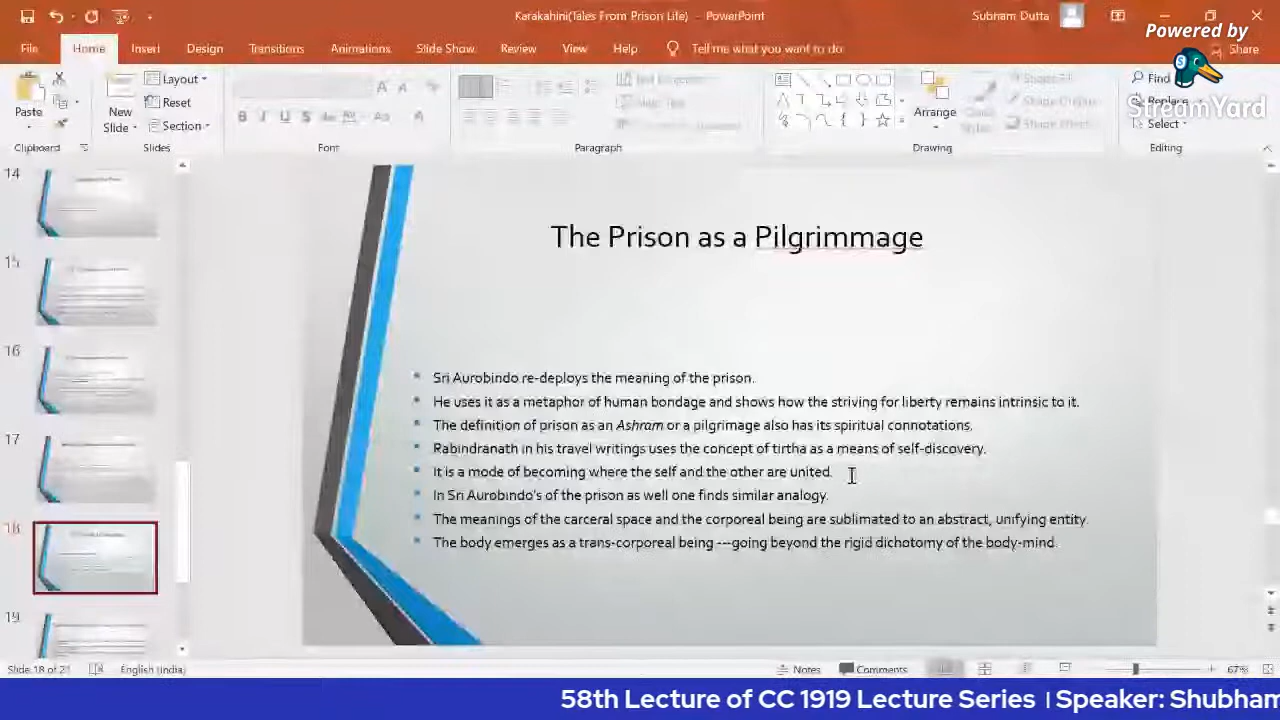 Karakahini(Tales From Prison Life) - PowerPoint
Subham Dutta
Powered by
StreamYard
File Home Insert Design Transitions Animations Slide Show Review View Help Tell me what you want to do Share
Paste
New Slide
Layout
Reset
Section
Arrange
Find
Replace
Select
Clipboard Slides Font Paragraph Drawing Editing
14
15
16
17
18
19
The Prison as a Pilgrimmage
Sri Aurobindo re-deploys the meaning of the prison.
He uses it as a metaphor of human bondage and shows how the striving for liberty remains intrinsic to it.
The definition of prison as an Ashram or a pilgrimage also has its spiritual connotations.
Rabindranath in his travel writings uses the concept of tirtha as a means of self-discovery.
It is a mode of becoming where the self and the other are united.
In Sri Aurobindo's of the prison as well one finds similar analogy.
The meanings of the carceral space and the corporeal being are sublimated to an abstract, unifying entity.
The body emerges as a trans-corporeal being ---going beyond the rigid dichotomy of the body-mind.
Slide 18 of 21 English (India) Notes Comments 67%
58th Lecture of CC 1919 Lecture Series । Speaker: Shubham